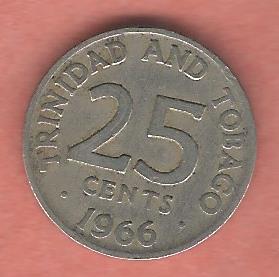 TRINIDAD AND TOBAGO
25
CENTS
1966